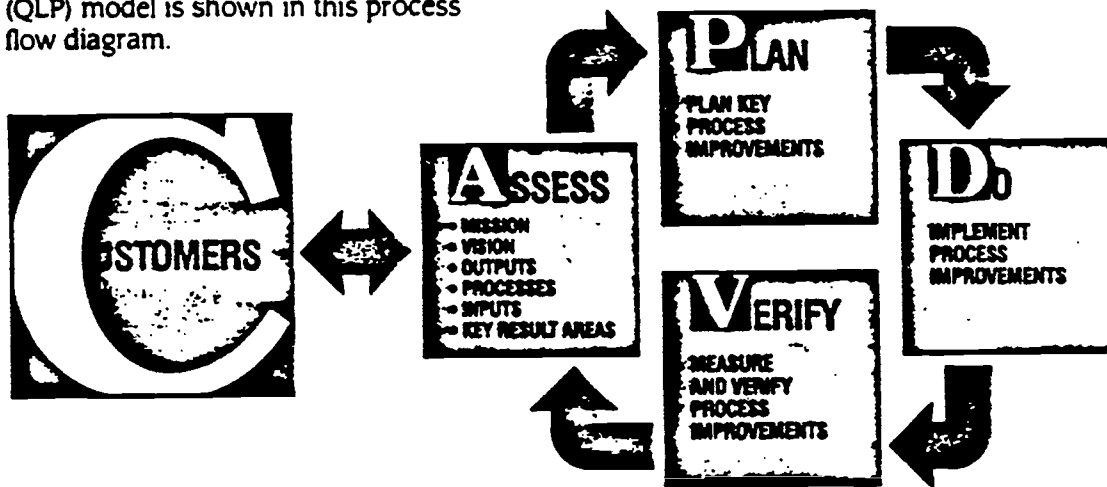 (QLP) model is shown in this process
flow diagram.
CUSTOMERS
ASSESS
• MISSION
• VISION
• OUTPUTS
• PROCESSES
• INPUTS
• KEY RESULT AREAS
PLAN
PLAN KEY
PROCESS
IMPROVEMENTS
DO
IMPLEMENT
PROCESS
IMPROVEMENTS
VERIFY
MEASURE
AND VERIFY
PROCESS
IMPROVEMENTS